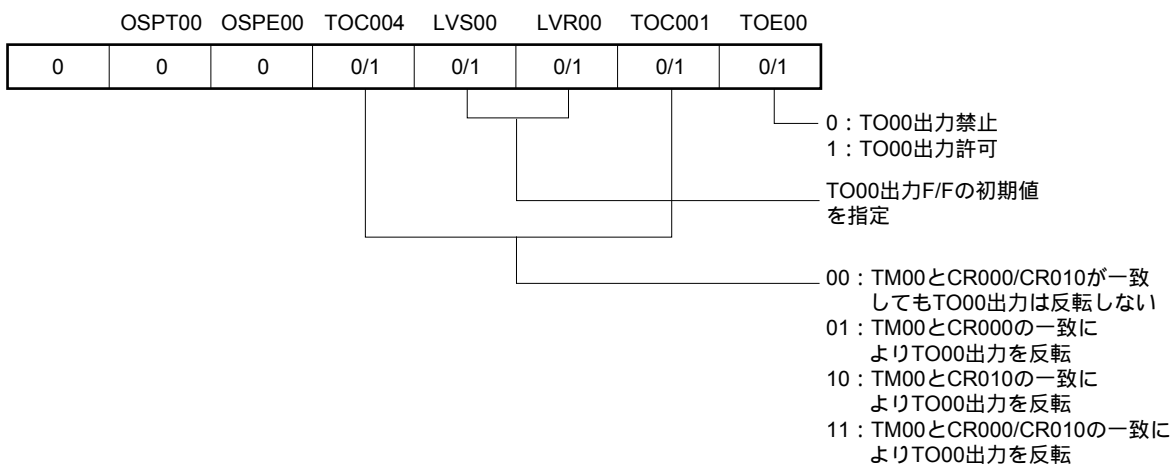 OSPT00 OSPE00 TOC004 LVS00 LVR00 TOC001 TOE00
0 0 0 0/1 0/1 0/1 0/1 0/1
0：TO00出力禁止
1：TO00出力許可
TO00出力F/Fの初期値
を指定
00：TM00とCR000/CR010が一致
してもTO00出力は反転しない
01：TM00とCR000の一致に
よりTO00出力を反転
10：TM00とCR010の一致に
よりTO00出力を反転
11：TM00とCR000/CR010の一致に
よりTO00出力を反転